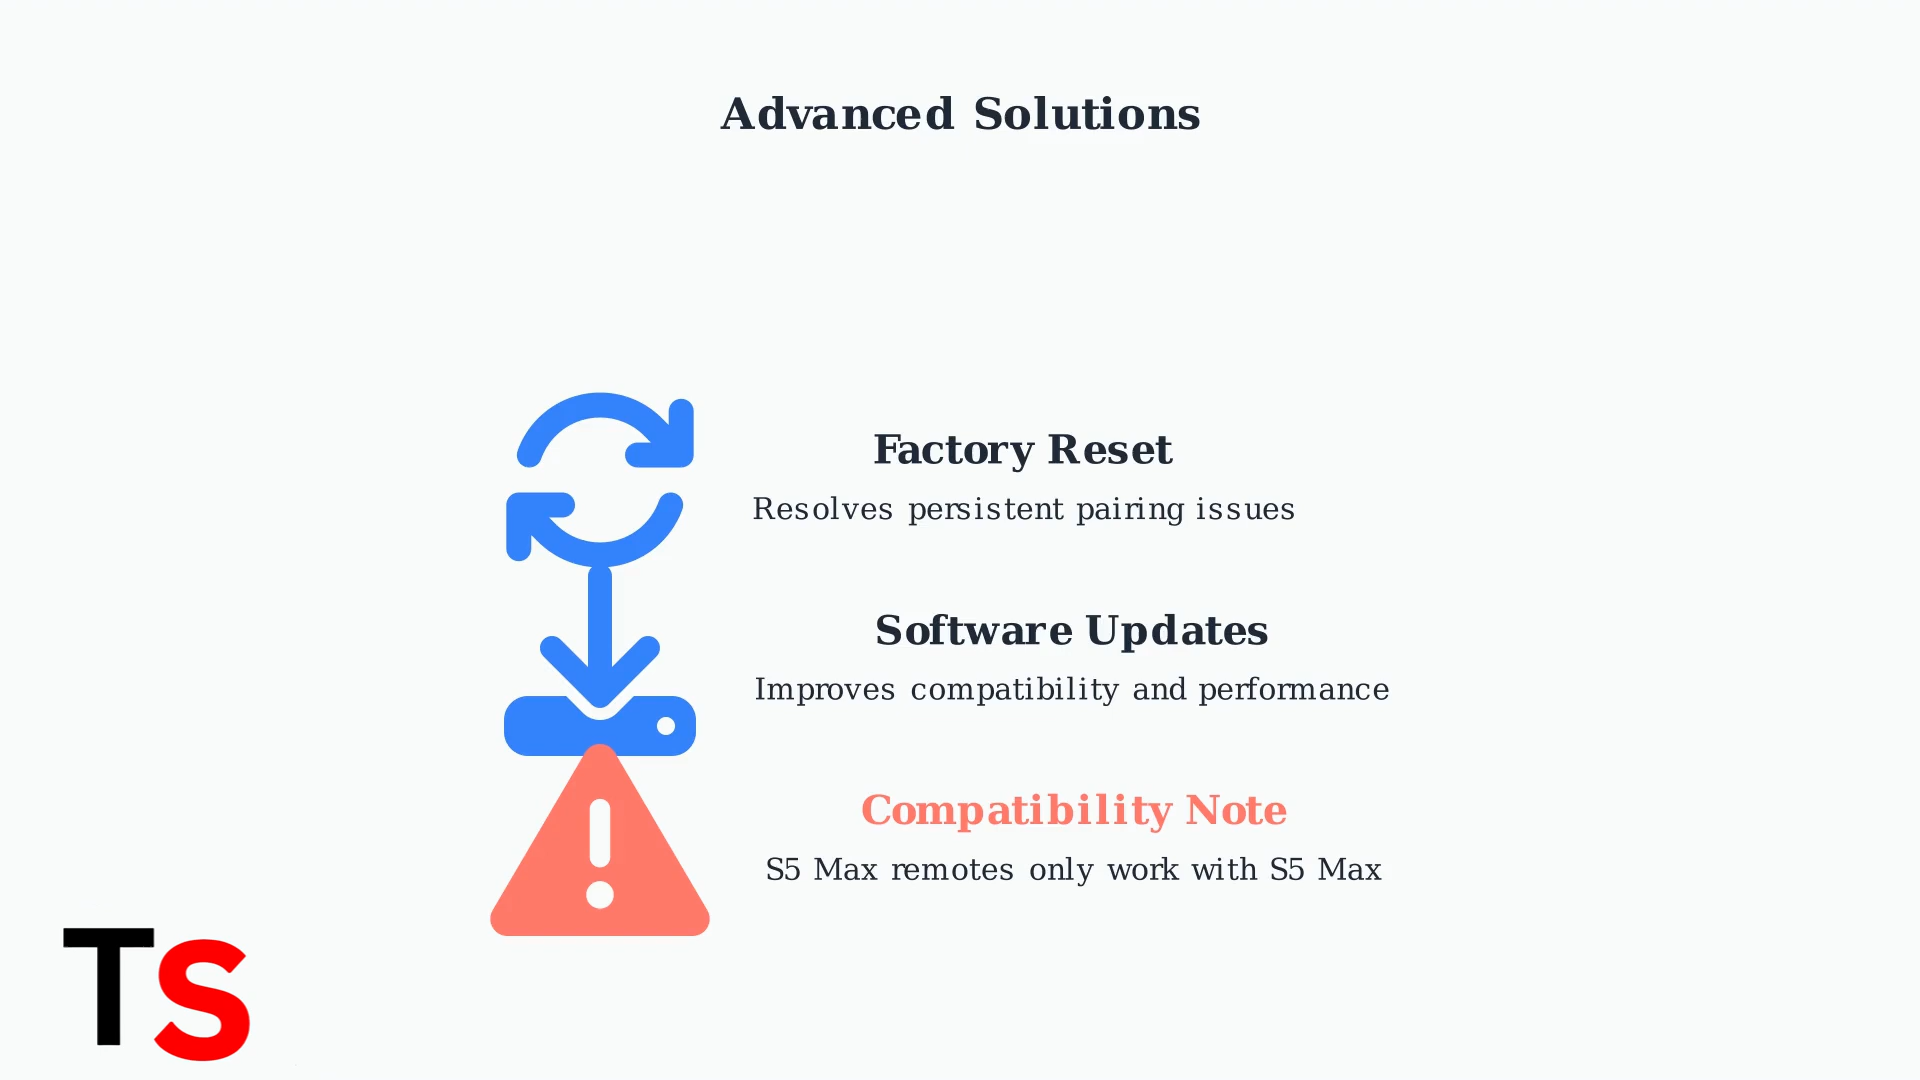 Advanced Solutions
Factory Reset
Resolves persistent pairing issues
Software Updates
Improves compatibility and performance
Compatibility Note
S5 Max remotes only work with S5 Max
TS